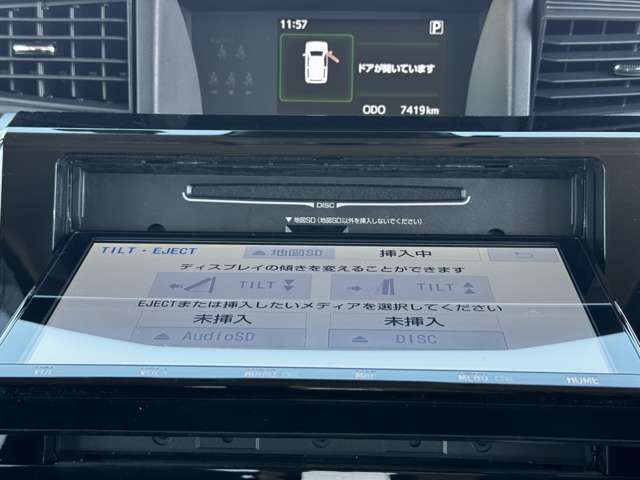 11:57
P
ドアが開いています
ODO 7419km
DISC
▼地図SD(地図SD以外を挿入しないでください)
TILT・EJECT
地図SD 挿入中
ディスプレイの傾きを変えることができます
TILT TILT
EJECTまたは挿入したいメディアを選択してください
未挿入 未挿入
AudioSD DISC
VOL MENU HOME